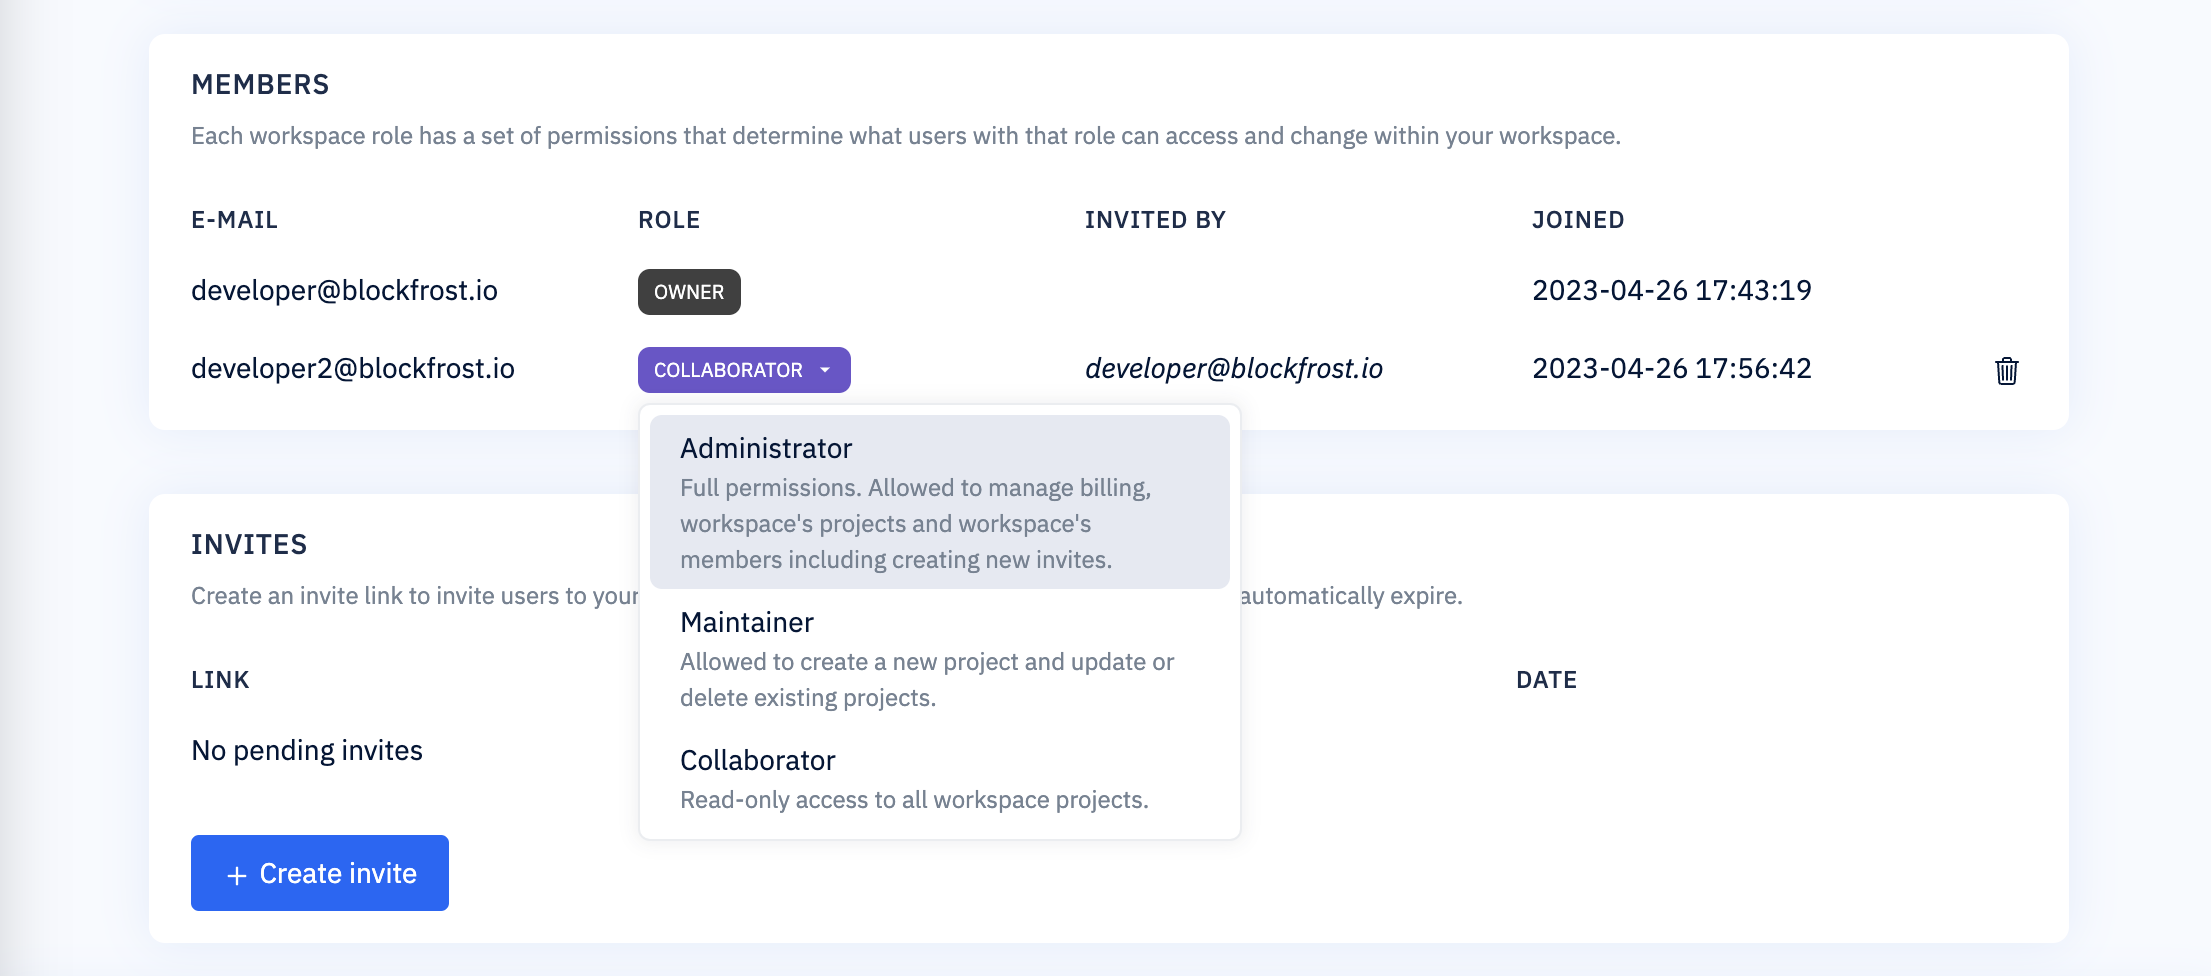 MEMBERS
Each workspace role has a set of permissions that determine what users with that role can access and change within your workspace.
E-MAIL ROLE INVITED BY JOINED
developer@blockfrost.io OWNER 2023-04-26 17:43:19
developer2@blockfrost.io COLLABORATOR developer@blockfrost.io 2023-04-26 17:56:42
Administrator
Full permissions. Allowed to manage billing,
workspace's projects and workspace's
members including creating new invites.
Maintainer
Allowed to create a new project and update or
delete existing projects.
Collaborator
Read-only access to all workspace projects.
INVITES
Create an invite link to invite users to your automatically expire.
LINK DATE
No pending invites
+ Create invite